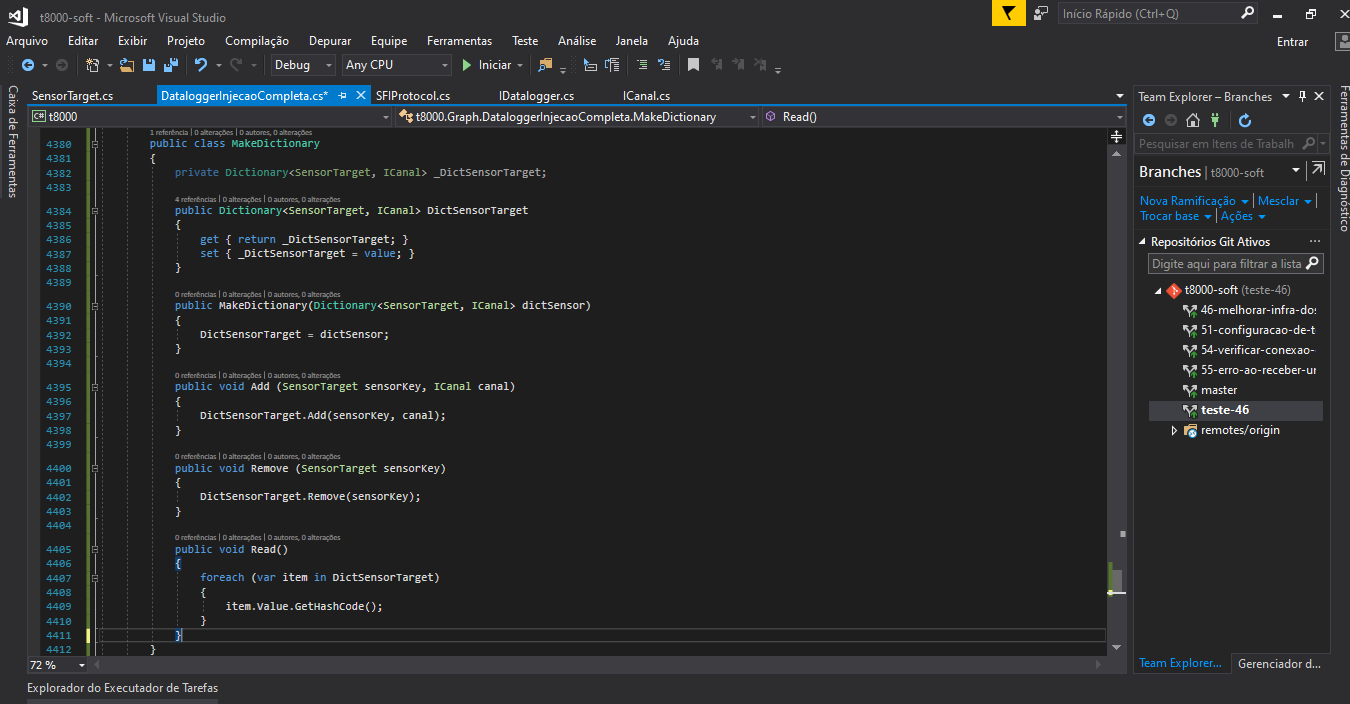 t8000-soft - Microsoft Visual Studio
Início Rápido (Ctrl+Q)
Arquivo Editar Exibir Projeto Compilação Depurar Equipe Ferramentas Teste Análise Janela Ajuda
Entrar
Debug Any CPU Iniciar
Caixa de Ferramentas
SensorTarget.cs DataloggerInjecaoCompleta.cs* SFIProtocol.cs IDatalogger.cs ICanal.cs
C# t8000 t8000.Graph.DataloggerInjecaoCompleta.MakeDictionary Read()
1 referência | 0 alterações | 0 autores, 0 alterações
4380 public class MakeDictionary
4381 {
4382 private Dictionary<SensorTarget, ICanal> _DictSensorTarget;
4383
4 referências | 0 alterações | 0 autores, 0 alterações
4384 public Dictionary<SensorTarget, ICanal> DictSensorTarget
4385 {
4386 get { return _DictSensorTarget; }
4387 set { _DictSensorTarget = value; }
4388 }
4389
0 referências | 0 alterações | 0 autores, 0 alterações
4390 public MakeDictionary(Dictionary<SensorTarget, ICanal> dictSensor)
4391 {
4392 DictSensorTarget = dictSensor;
4393 }
4394
0 referências | 0 alterações | 0 autores, 0 alterações
4395 public void Add (SensorTarget sensorKey, ICanal canal)
4396 {
4397 DictSensorTarget.Add(sensorKey, canal);
4398 }
4399
0 referências | 0 alterações | 0 autores, 0 alterações
4400 public void Remove (SensorTarget sensorKey)
4401 {
4402 DictSensorTarget.Remove(sensorKey);
4403 }
4404
0 referências | 0 alterações | 0 autores, 0 alterações
4405 public void Read()
4406 {
4407 foreach (var item in DictSensorTarget)
4408 {
4409 item.Value.GetHashCode();
4410 }
4411 }
4412 }
72 %
Explorador do Executador de Tarefas
Team Explorer – Branches
Pesquisar em Itens de Trabalh
Branches | t8000-soft
Nova Ramificação | Mesclar |
Trocar base | Ações
Repositórios Git Ativos
Digite aqui para filtrar a lista
t8000-soft (teste-46)
46-melhorar-infra-dos
51-configuracao-de-t
54-verificar-conexao-
55-erro-ao-receber-ur
master
teste-46
remotes/origin
Team Explorer... Gerenciador d...
Ferramentas de Diagnóstico